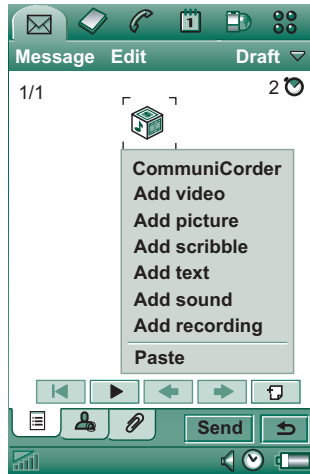 1
Message Edit Draft
1/1 2
CommuniCorder
Add video
Add picture
Add scribble
Add text
Add sound
Add recording
Paste
Send